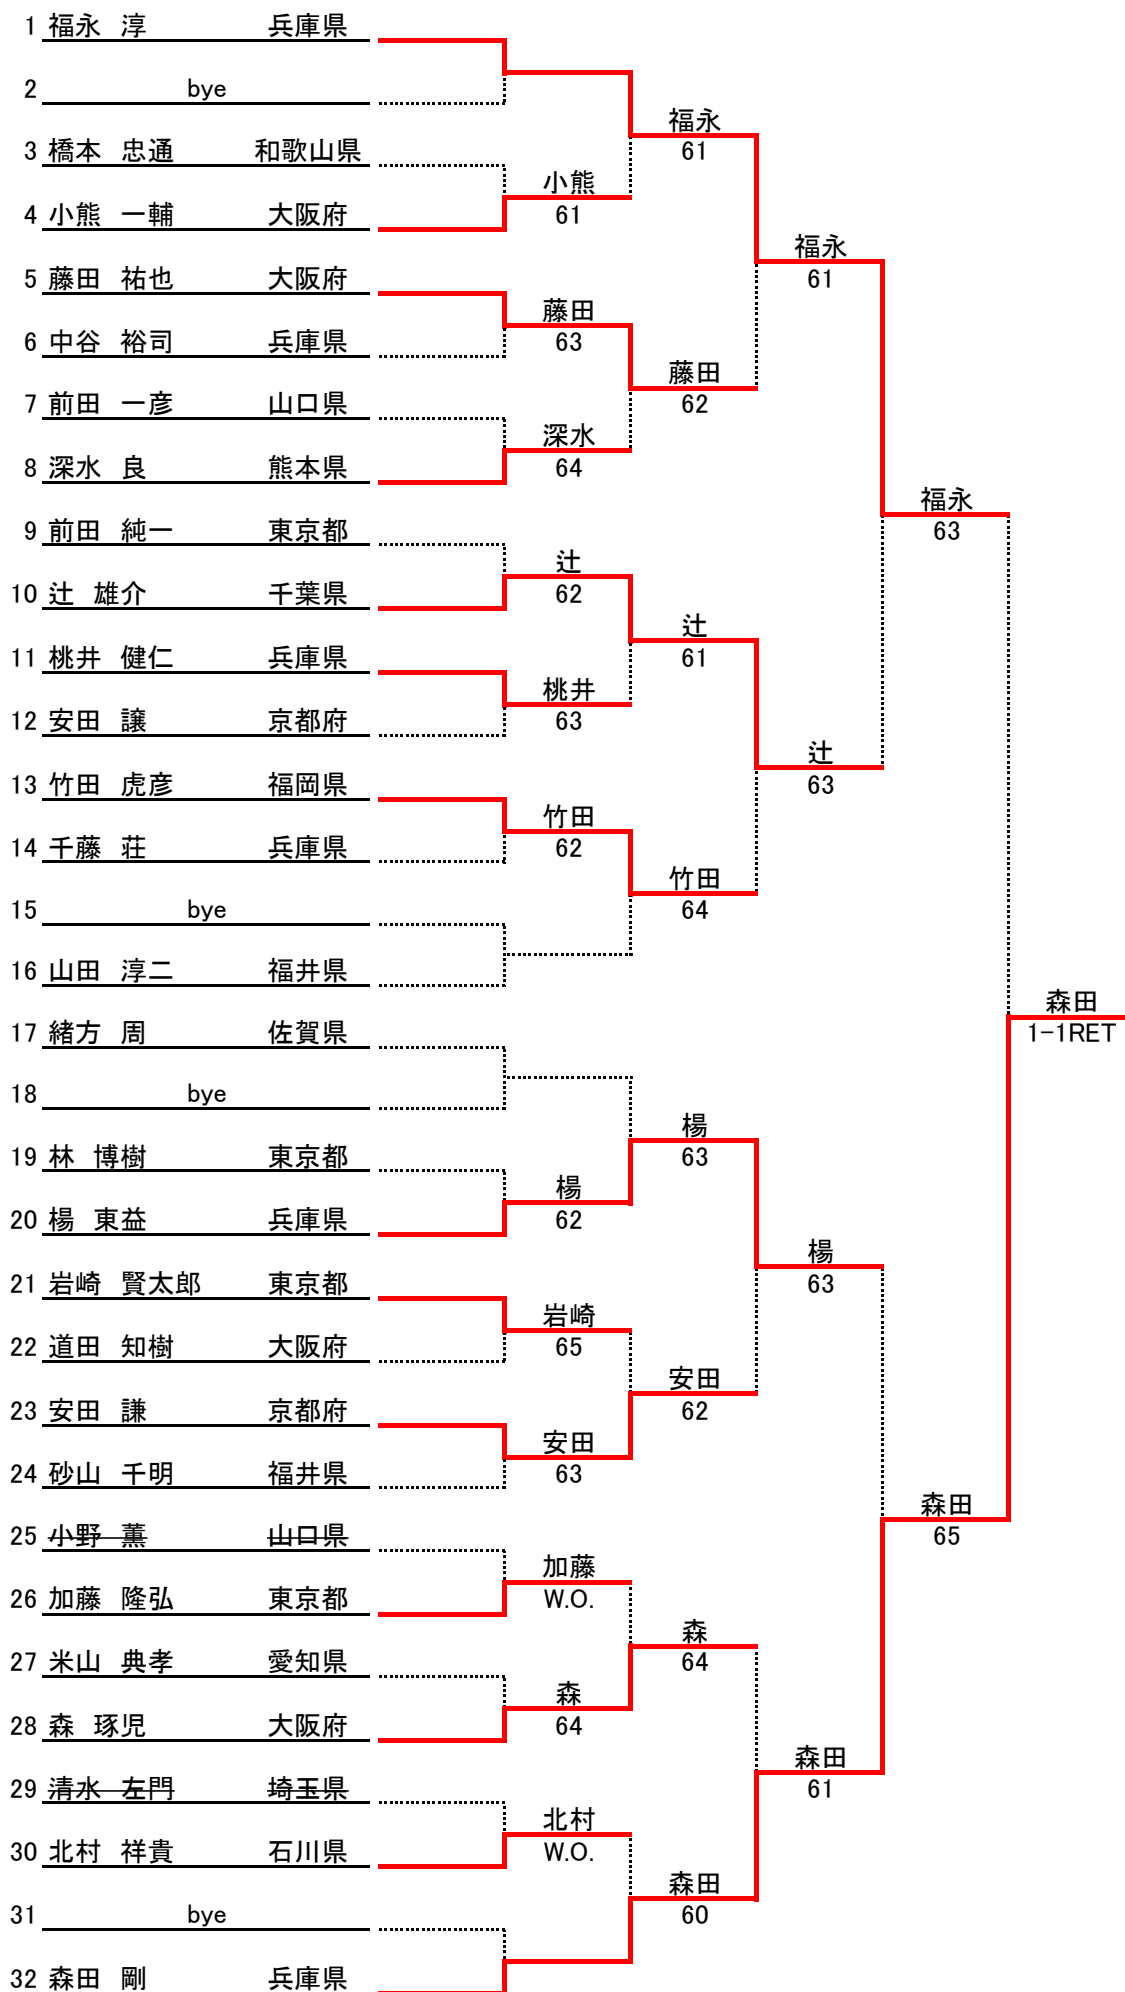 1 福永 淳 兵庫県
2 bye
福永
3 橋本 忠通 和歌山県
61
小熊
4 小熊 一輔 大阪府
61
福永
5 藤田 祐也 大阪府
61
藤田
6 中谷 裕司 兵庫県
63
藤田
7 前田 一彦 山口県
62
深水
8 深水 良 熊本県
64
福永
9 前田 純一 東京都
63
辻
10 辻 雄介 千葉県
62
辻
11 桃井 健仁 兵庫県
61
桃井
12 安田 譲 京都府
63
辻
13 竹田 虎彦 福岡県
63
竹田
14 千藤 荘 兵庫県
62
竹田
15 bye
64
16 山田 淳二 福井県
森田
17 緒方 周 佐賀県
1-1RET
18 bye
楊
19 林 博樹 東京都
63
楊
20 楊 東益 兵庫県
62
楊
21 岩崎 賢太郎 東京都
63
岩崎
22 道田 知樹 大阪府
65
安田
23 安田 謙 京都府
62
安田
24 砂山 千明 福井県
63
森田
25 小野 薫 山口県
65
加藤
26 加藤 隆弘 東京都
W.O.
森
27 米山 典孝 愛知県
64
森
28 森 琢児 大阪府
64
森田
29 清水 左門 埼玉県
61
北村
30 北村 祥貴 石川県
W.O.
森田
31 bye
60
32 森田 剛 兵庫県